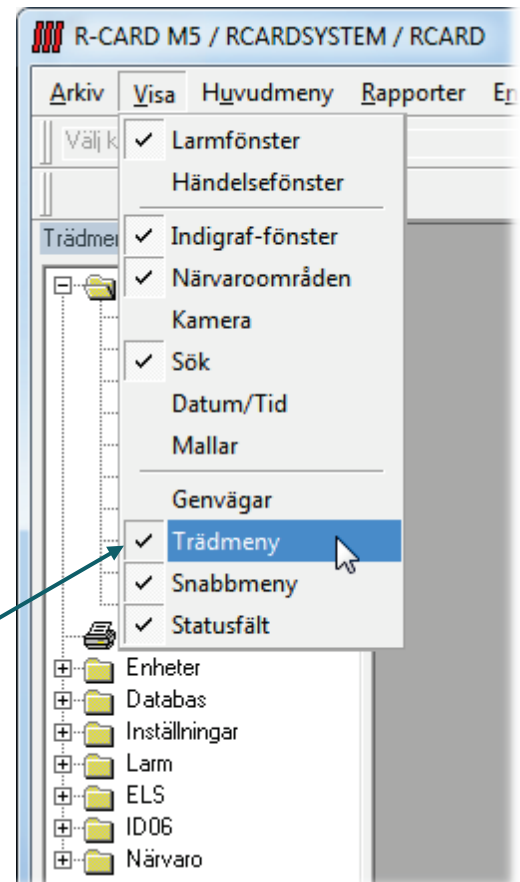 R-CARD M5 / RCARDSYSTEM / RCARD
Arkiv Visa Huvudmeny Rapporter
Välj
Larmfönster
Händelsefönster
Indigraf-fönster
Närvaroområden
Kamera
Sök
Datum/Tid
Mallar
Genvägar
Trädmeny
Snabbmeny
Statusfält
Enheter
Databas
Inställningar
Larm
ELS
ID06
Närvaro